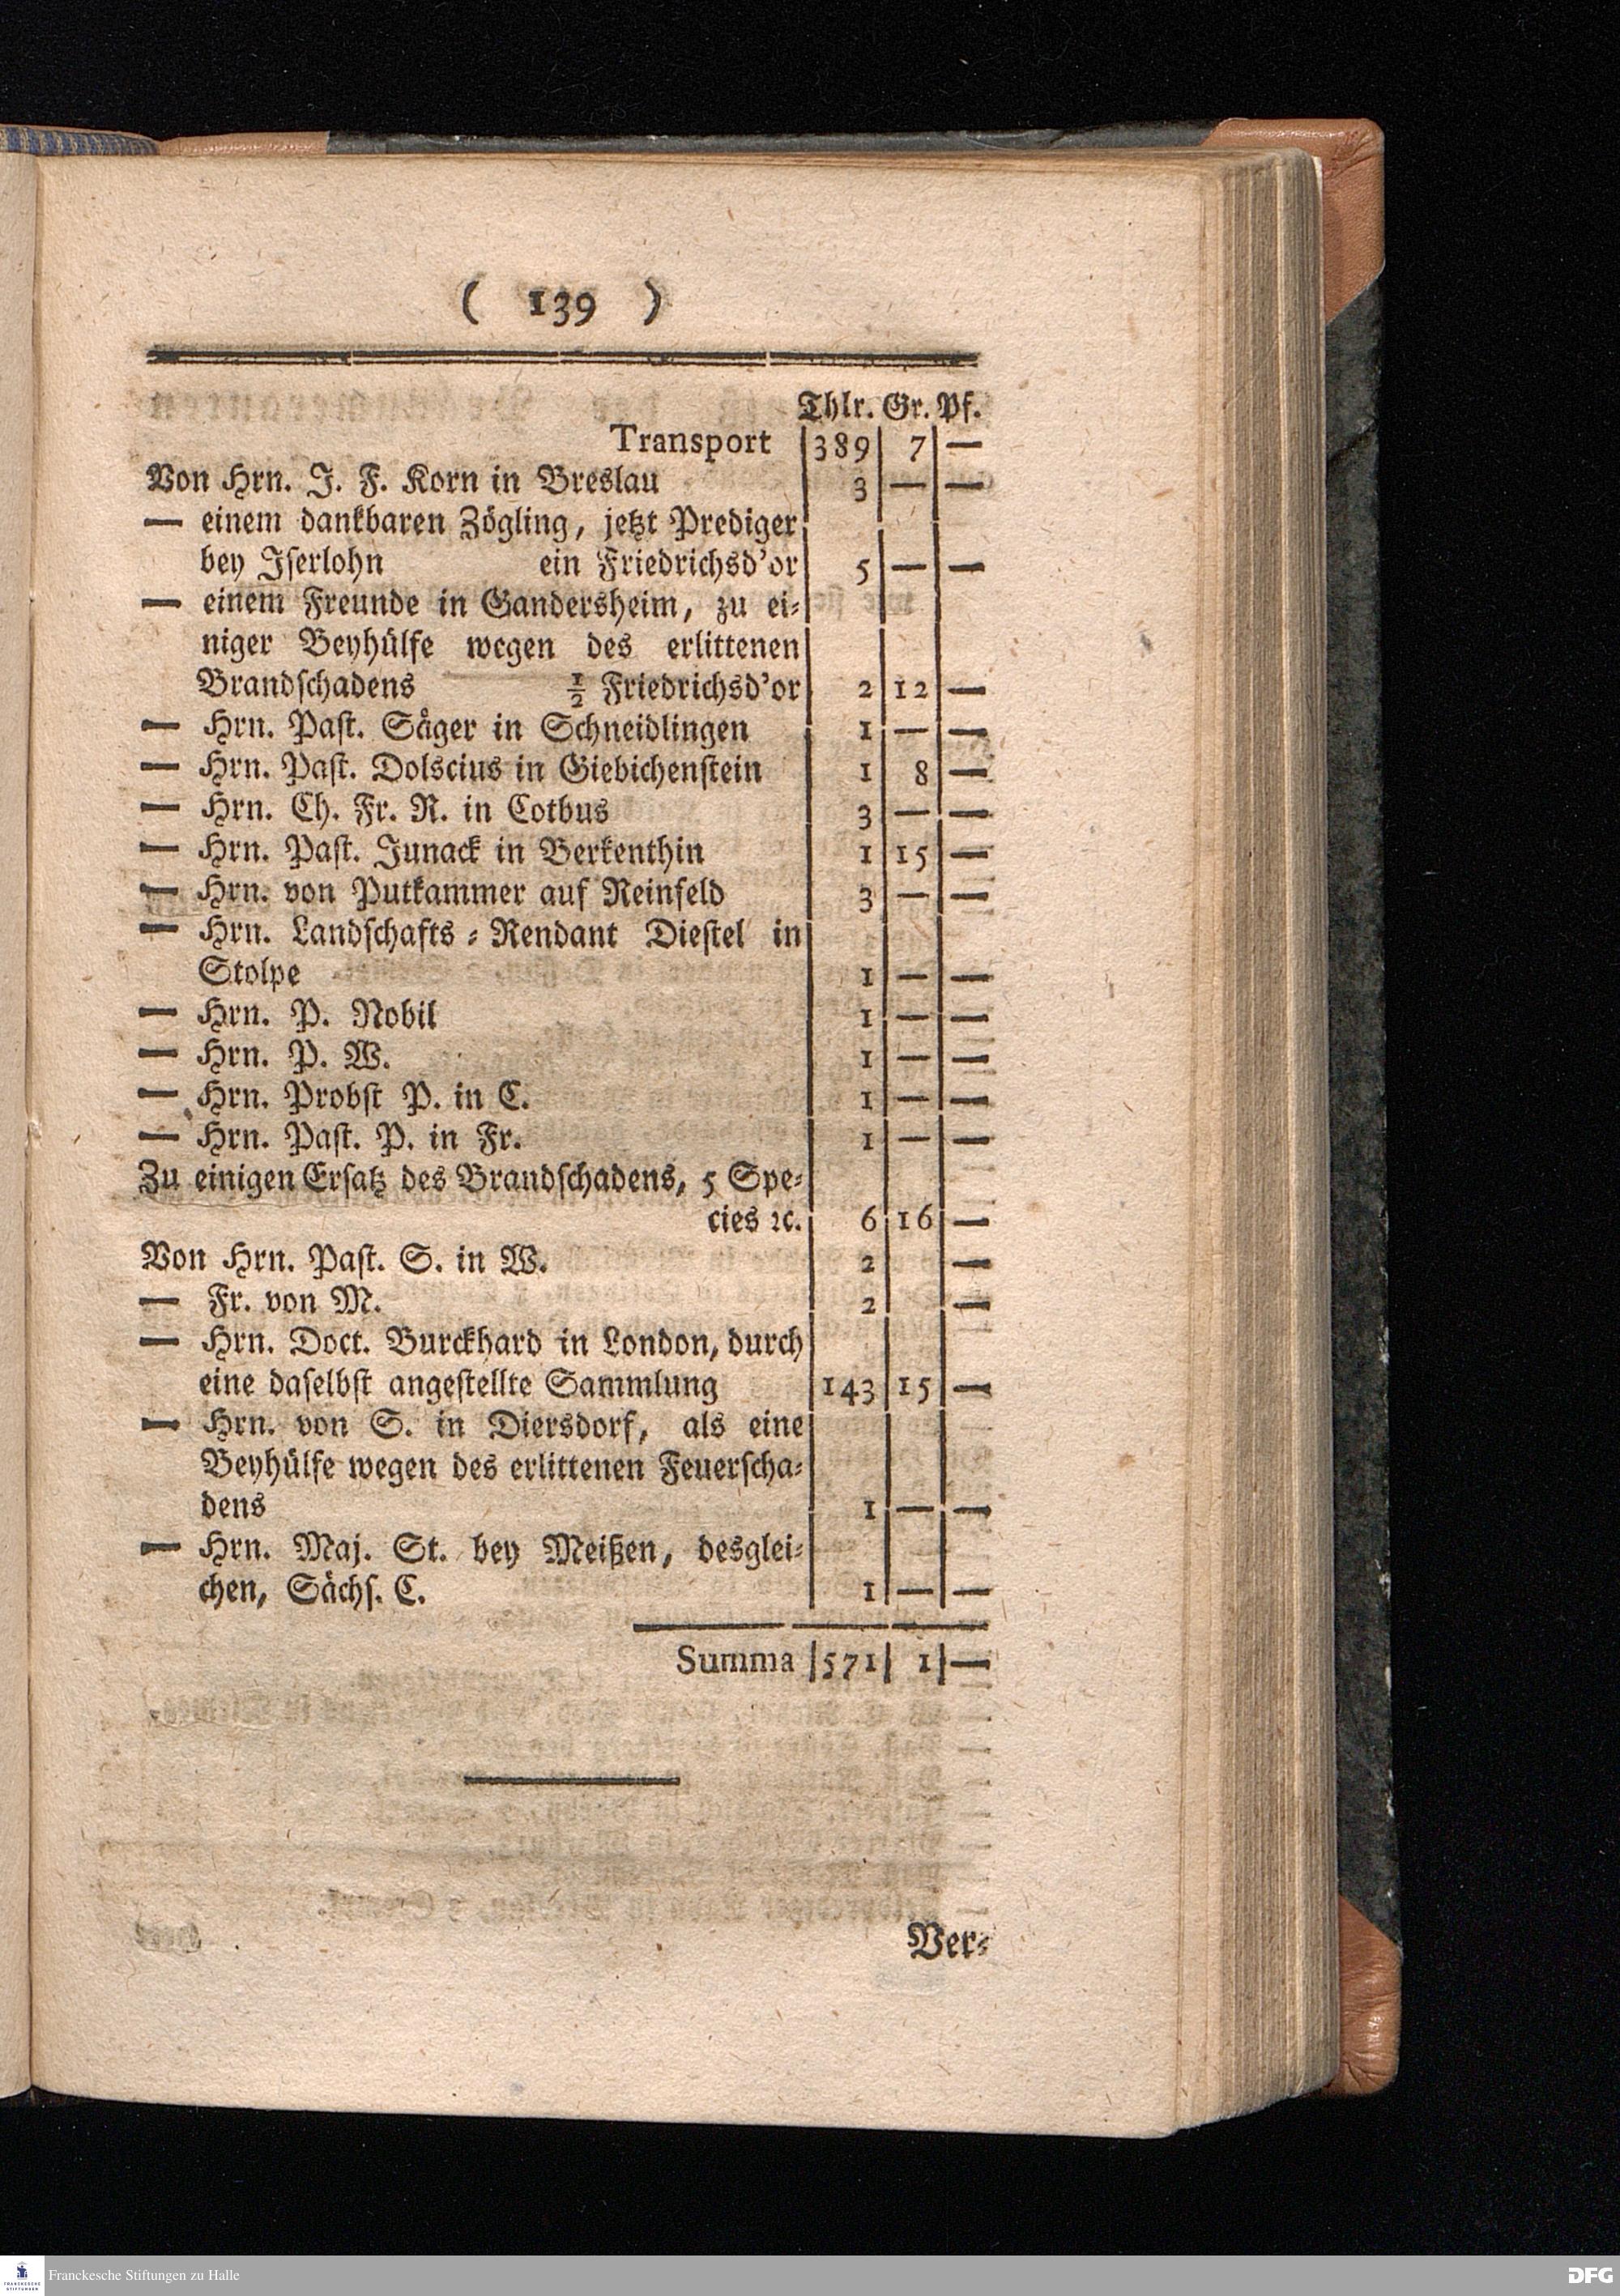 ( 139 )
Thlr. Gr. Pf.
Transport 389 7 —
Von Hrn. J. F. Korn in Breslau 3 — —
— einem dankbaren Zögling, jetzt Prediger
bey Iſerlohn ein Friedrichsd'or 5 — —
— einem Freunde in Gandersheim, zu ei⸗
niger Beyhülfe wegen des erlittenen
Brandſchadens ½ Friedrichsd'or 2 12 —
— Hrn. Paſt. Säger in Schneidlingen 1 — —
— Hrn. Paſt. Dolscius in Giebichenſtein 1 8 —
— Hrn. Ch. Fr. R. in Cotbus 3 — —
— Hrn. Paſt. Junack in Berkenthin 1 15 —
— Hrn. von Putkammer auf Reinfeld 3 — —
— Hrn. Landſchafts⸗Rendant Dieſtel in
Stolpe 1 — —
— Hrn. P. Nobil 1 — —
— Hrn. P. W. 1 — —
— Hrn. Probſt P. in C. 1 — —
— Hrn. Paſt. P. in Fr. 1 — —
Zu einigen Erſatz des Brandſchadens, 5 Spe⸗
cies ꝛc. 6 16 —
Von Hrn. Paſt. S. in W. 2 —
— Fr. von M. 2 —
— Hrn. Doct. Burckhard in London, durch
eine daſelbſt angeſtellte Sammlung 143 15 —
— Hrn. von S. in Diersdorf, als eine
Beyhülfe wegen des erlittenen Feuerſcha⸗
dens 1 — —
— Hrn. Maj. St. bey Meißen, desglei⸗
chen, Sächſ. C. 1 — —
Summa 571 1 —
Ver⸗
FRANCKESCHE
STIFTUNGEN
Franckesche Stiftungen zu Halle
DFG